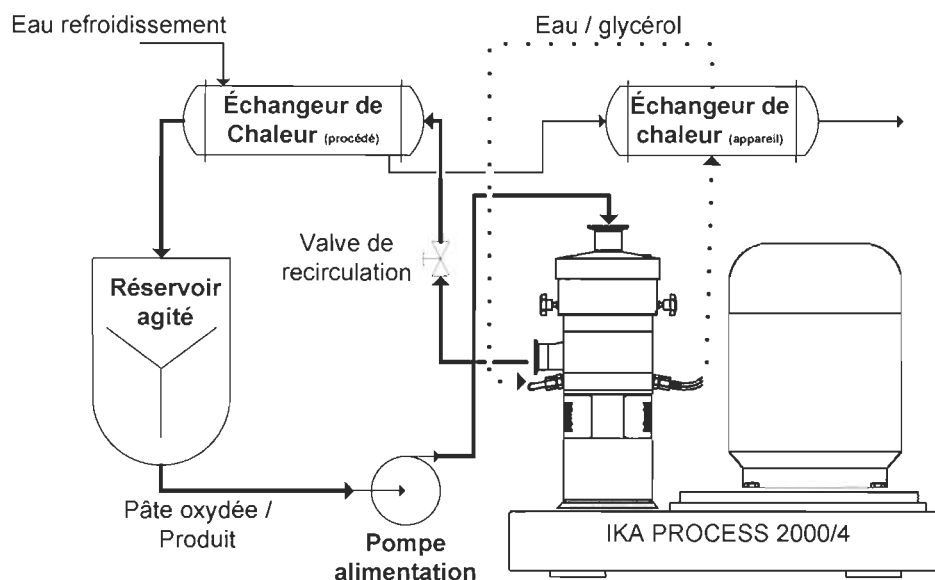 Eau refroidissement
Eau / glycérol
Échangeur de
Chaleur (procédé)
Échangeur de
chaleur (appareil)
Valve de
recirculation
Réservoir
agité
Pâte oxydée /
Produit
Pompe
alimentation
IKA PROCESS 2000/4